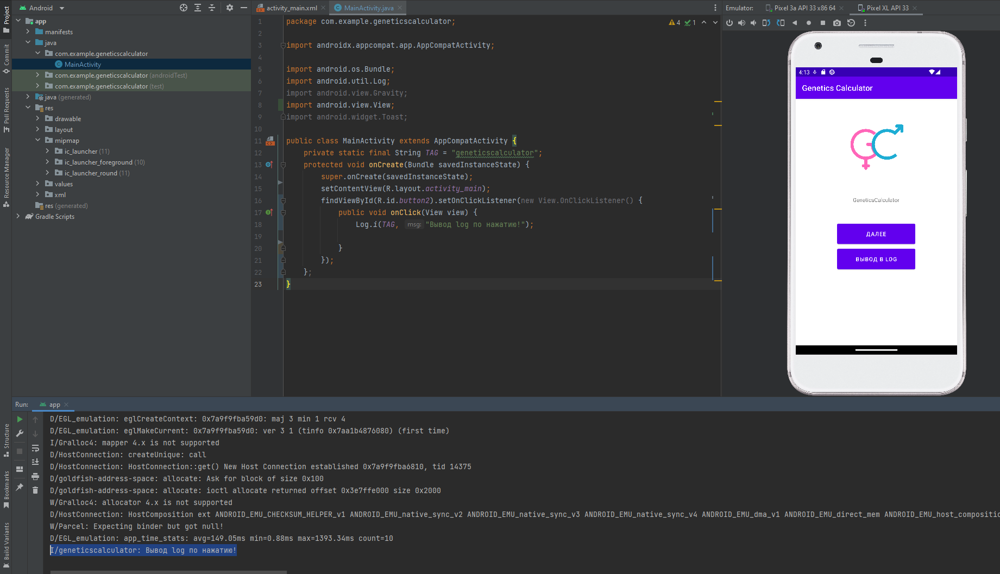 Android
app
manifests
java
com.example.geneticscalculator
MainActivity
com.example.geneticscalculator (androidTest)
com.example.geneticscalculator (test)
java (generated)
res
drawable
layout
mipmap
ic_launcher (11)
ic_launcher_foreground (10)
ic_launcher_round (11)
values
xml
res (generated)
Gradle Scripts
Project
Commit
Pull Requests
Resource Manager
Structure
Bookmarks
Build Variants
activity_main.xml
MainActivity.java
4 1
1 package com.example.geneticscalculator;
2
3 import androidx.appcompat.app.AppCompatActivity;
4
5 import android.os.Bundle;
6 import android.util.Log;
7 import android.view.Gravity;
8 import android.view.View;
9 import android.widget.Toast;
10
11 public class MainActivity extends AppCompatActivity {
12 private static final String TAG = "geneticscalculator";
13 protected void onCreate(Bundle savedInstanceState) {
14 super.onCreate(savedInstanceState);
15 setContentView(R.layout.activity_main);
16 findViewById(R.id.button2).setOnClickListener(new View.OnClickListener() {
17 public void onClick(View view) {
18 Log.i(TAG, msg: "Вывод log по нажатию!");
19
20 }
21 });
22 };
23 }
Emulator:
Pixel 3a API 33 x86 64
Pixel XL API 33
4:13
Genetics Calculator
GeneticsCalculator
ДАЛЕЕ
ВЫВОД В LOG
Run:
app
D/EGL_emulation: eglCreateContext: 0x7a9f9fba59d0: maj 3 min 1 rcv 4
D/EGL_emulation: eglMakeCurrent: 0x7a9f9fba59d0: ver 3 1 (tinfo 0x7aa1b4876080) (first time)
I/Gralloc4: mapper 4.x is not supported
D/HostConnection: createUnique: call
D/HostConnection: HostConnection::get() New Host Connection established 0x7a9f9fba6810, tid 14375
D/goldfish-address-space: allocate: Ask for block of size 0x100
D/goldfish-address-space: allocate: ioctl allocate returned offset 0x3e7ffe000 size 0x2000
W/Gralloc4: allocator 4.x is not supported
D/HostConnection: HostComposition ext ANDROID_EMU_CHECKSUM_HELPER_v1 ANDROID_EMU_native_sync_v2 ANDROID_EMU_native_sync_v3 ANDROID_EMU_native_sync_v4 ANDROID_EMU_dma_v1 ANDROID_EMU_direct_mem ANDROID_EMU_host_compositio
W/Parcel: Expecting binder but got null!
D/EGL_emulation: app_time_stats: avg=149.05ms min=0.88ms max=1393.34ms count=10
I/geneticscalculator: Вывод log по нажатию!